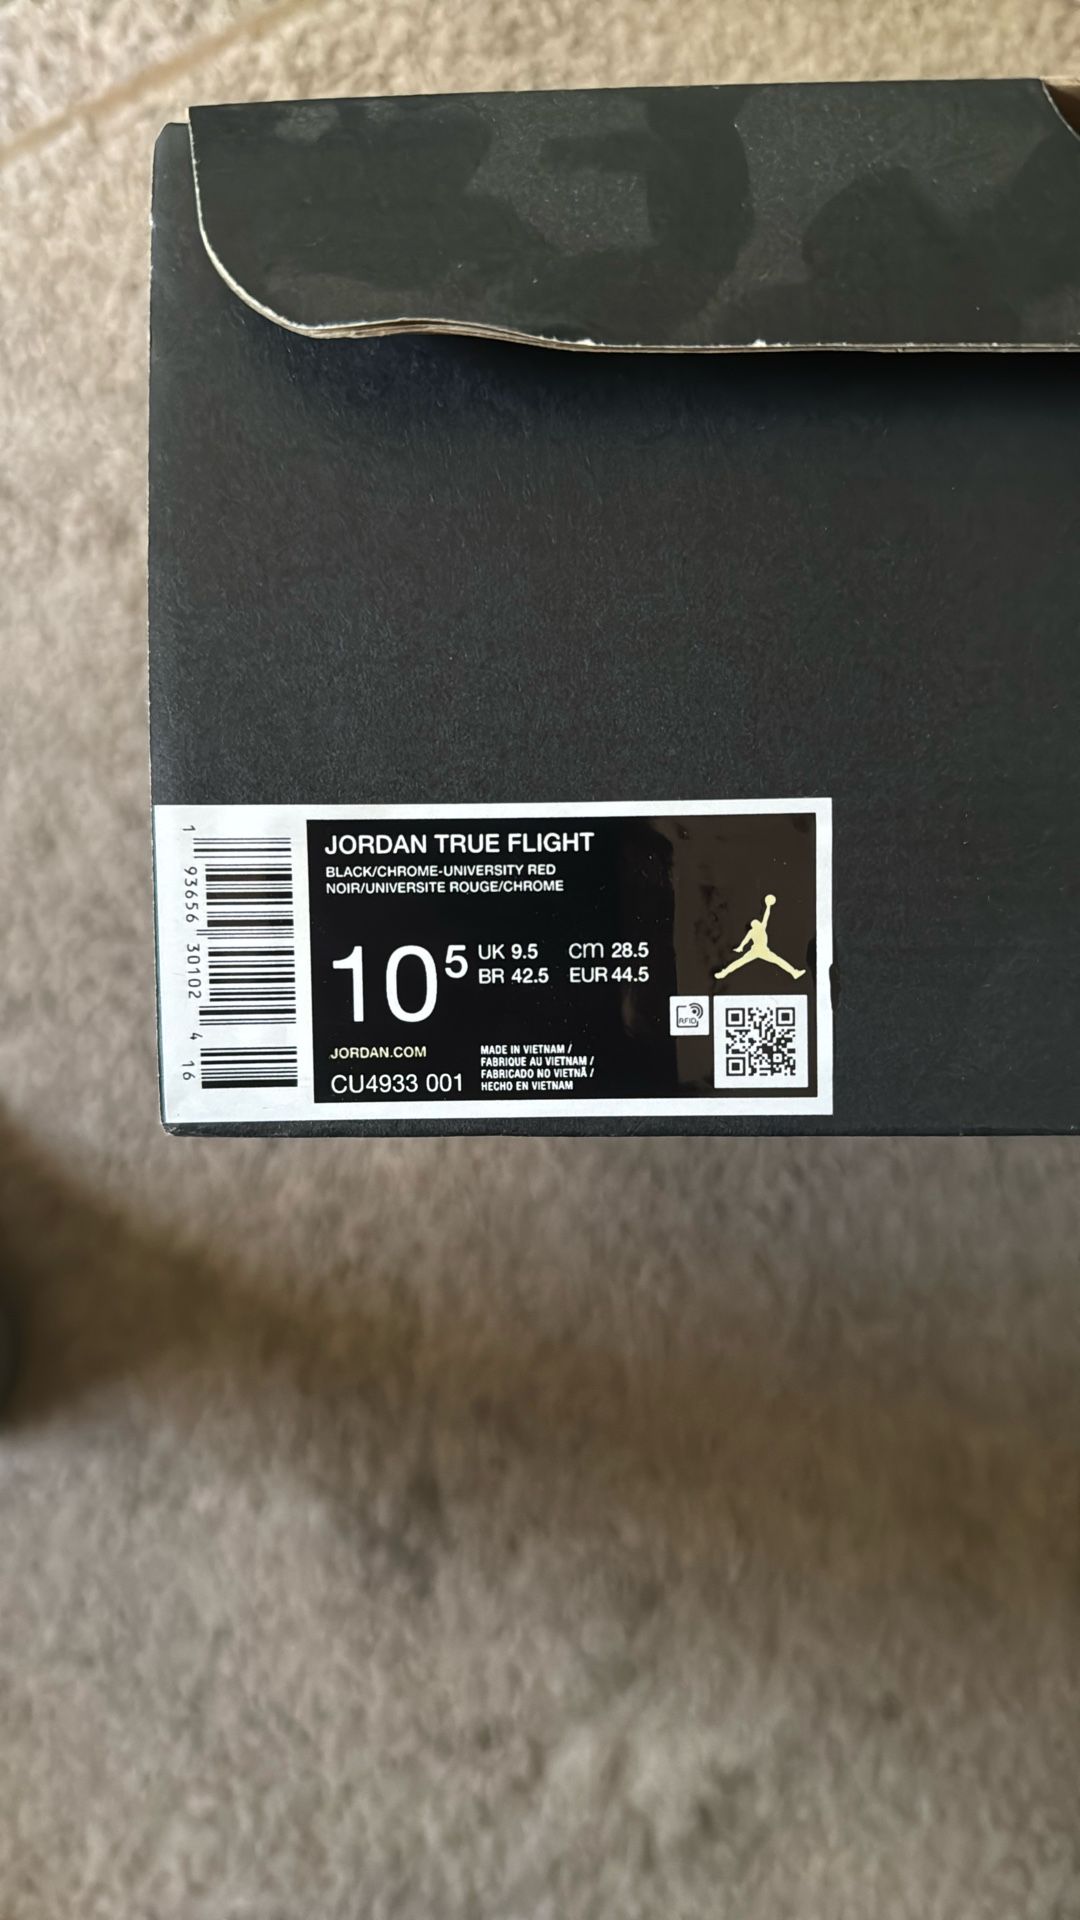 JORDAN TRUE FLIGHT
BLACK/CHROME-UNIVERSITY RED
NOIR/UNIVERSITE ROUGE/CHROME
10 5
UK 9.5 cm 28.5
BR 42.5 EUR 44.5
RFID
JORDAN.COM
CU4933 001
MADE IN VIETNAM /
FABRIQUE AU VIETNAM /
FABRICADO NO VIETNÃ /
HECHO EN VIETNAM
1 93656 30102 4 16